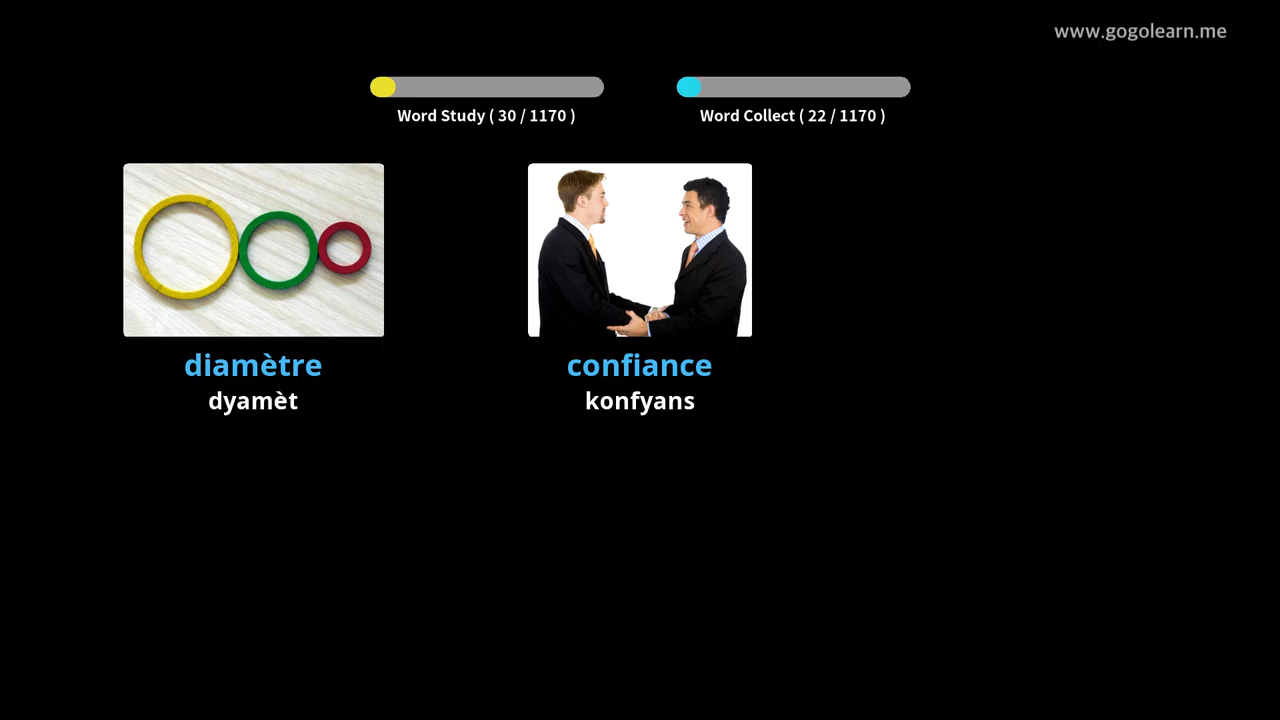 www.gogolearn.me
Word Study ( 30 / 1170 )
Word Collect ( 22 / 1170 )
diamètre
dyamèt
confiance
konfyans